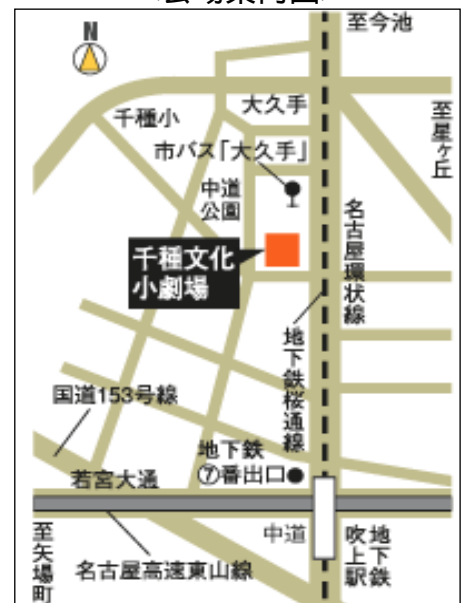 至今池
N
大久手
千種小
至星ヶ丘
市バス「大久手」
中道
公園
名古屋環状線
千種文化
小劇場
地下鉄桜通線
国道153号線
地下鉄
⑦番出口
若宮大通
中道
地下鉄
吹上駅
至矢場町
名古屋高速東山線